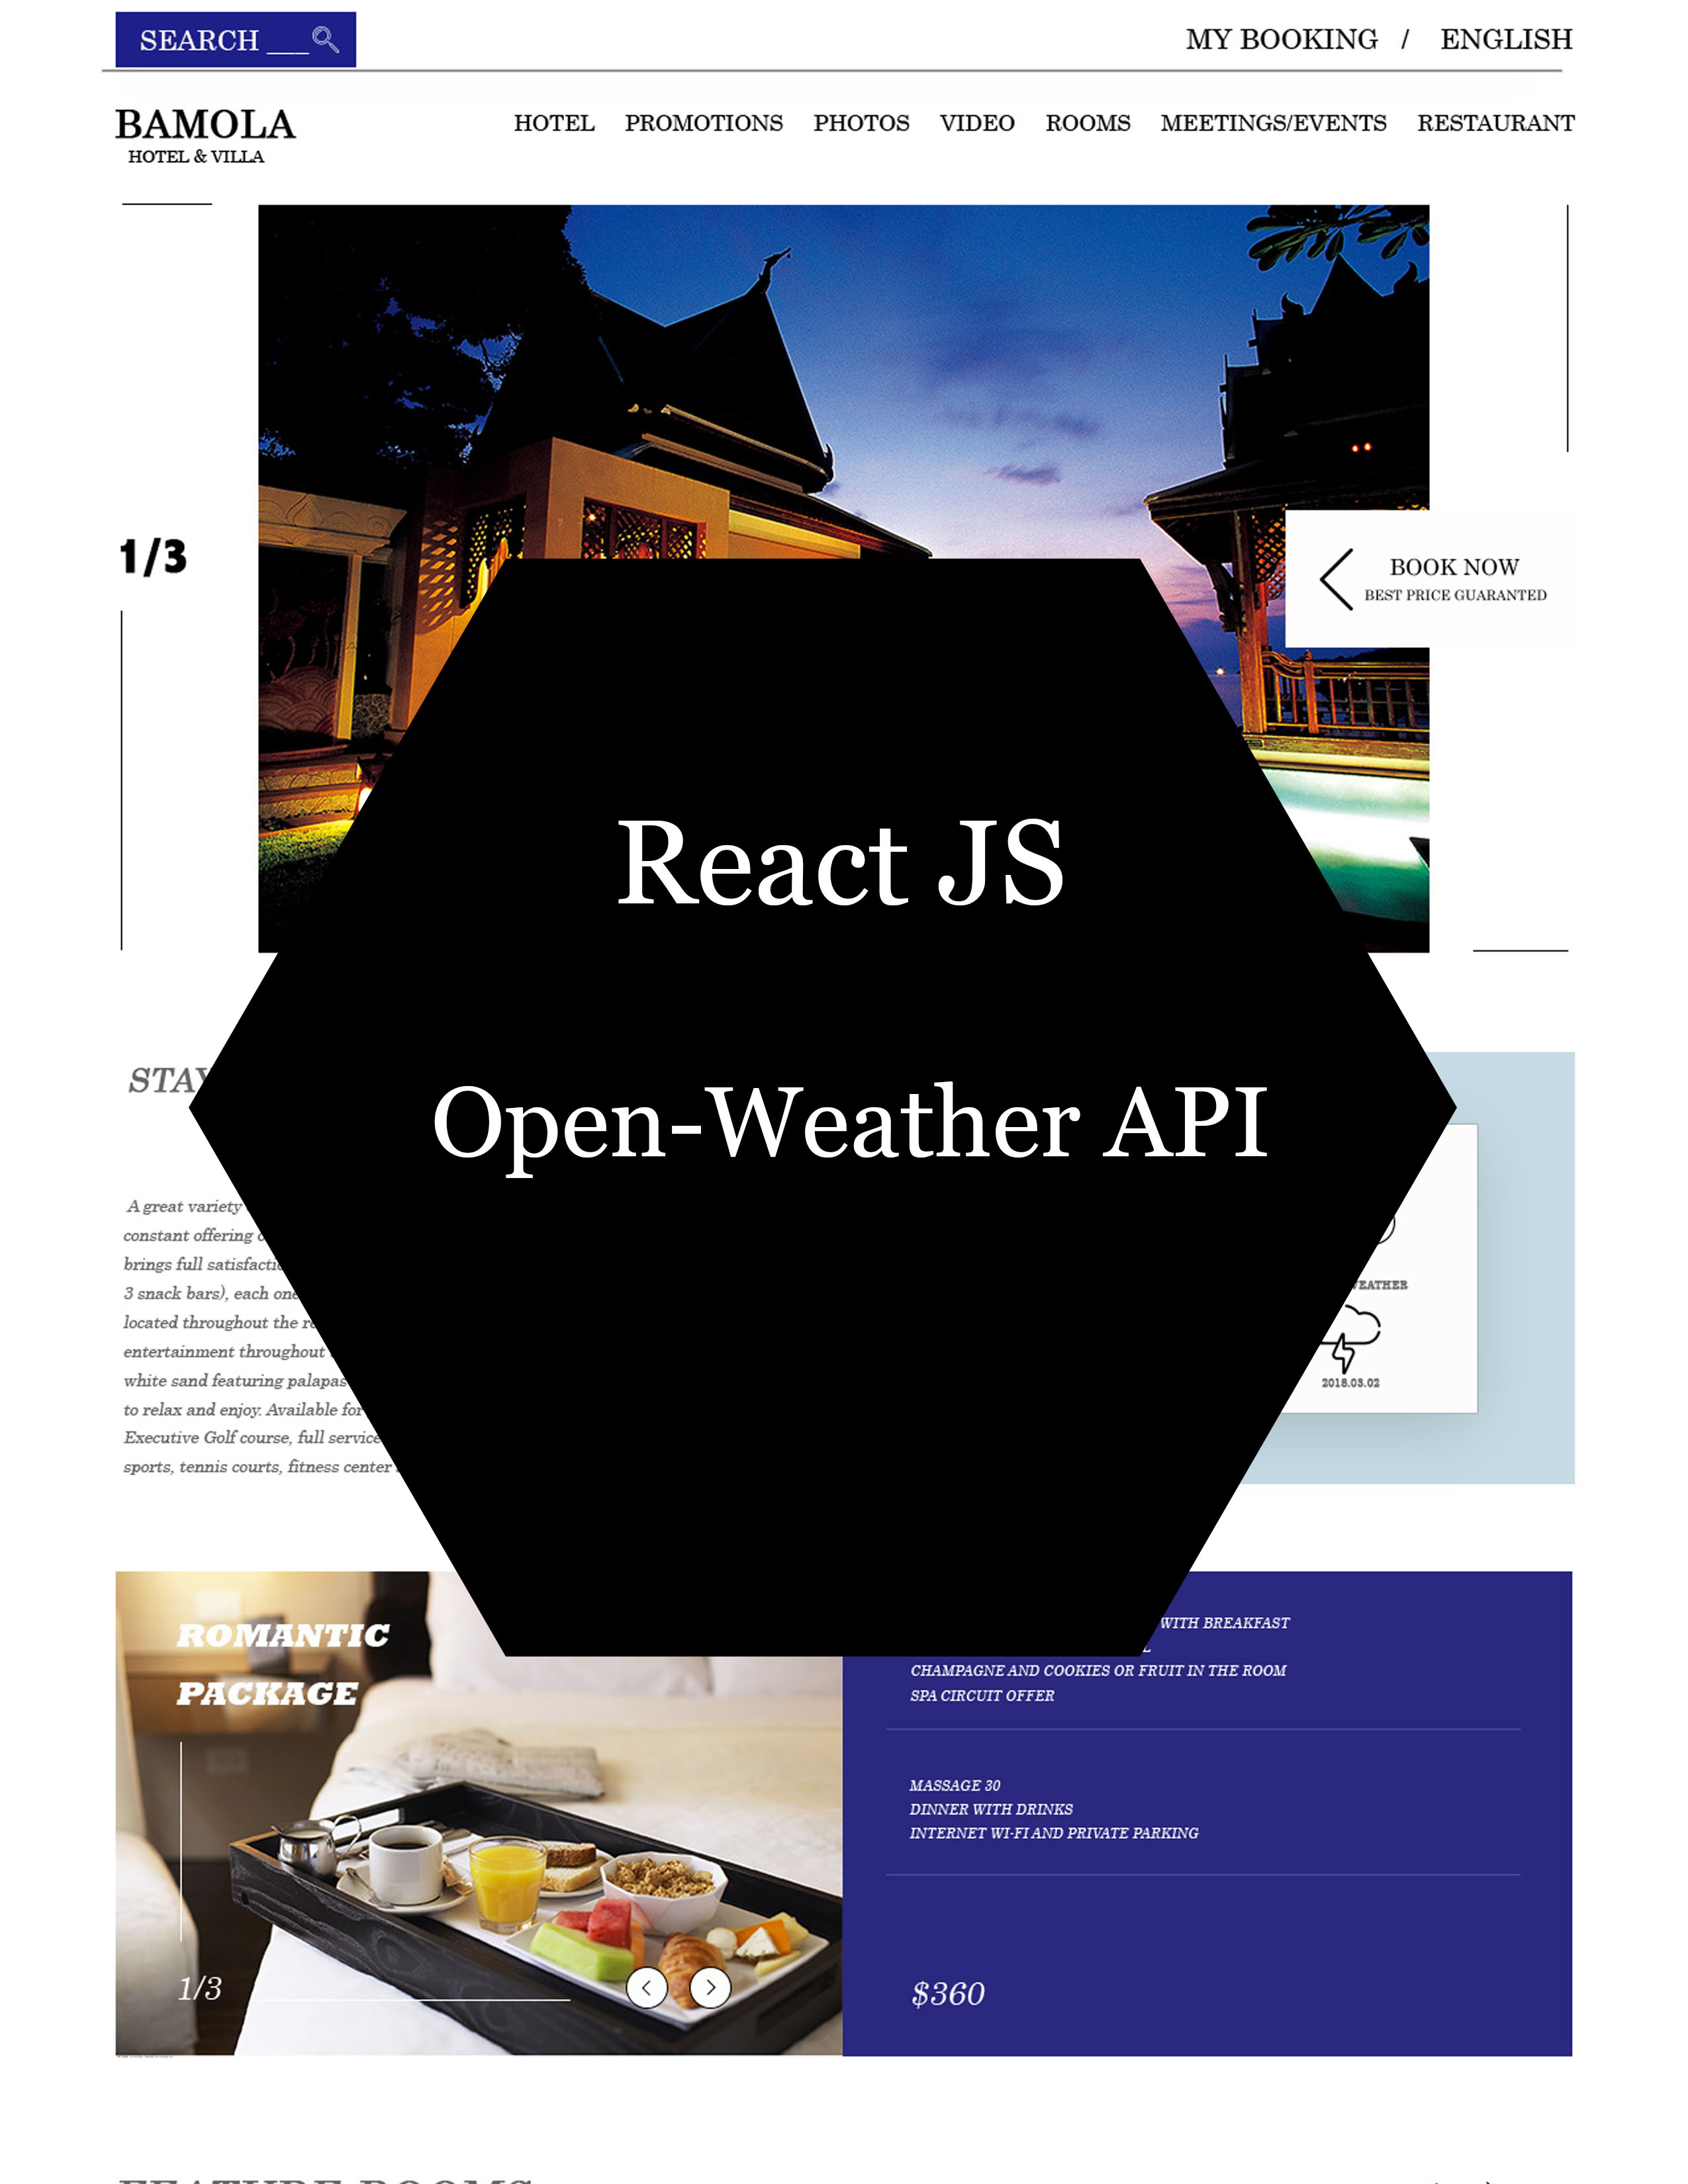 SEARCH
MY BOOKING / ENGLISH
BAMOLA
HOTEL & VILLA
HOTEL PROMOTIONS PHOTOS VIDEO ROOMS MEETINGS/EVENTS RESTAURANT
1/3
BOOK NOW
BEST PRICE GUARANTED
React JS
Open-Weather API
A great variety
constant offering
brings full
3 snack bars), each one
located throughout the
entertainment throughout
white sand featuring palapas
to relax and enjoy. Available for
Executive Golf course, full service
sports, tennis courts, fitness center
2018.03.02
ROMANTIC
PACKAGE
1/3
WITH BREAKFAST
CHAMPAGNE AND COOKIES OR FRUIT IN THE ROOM
SPA CIRCUIT OFFER
MASSAGE 30
DINNER WITH DRINKS
INTERNET WI-FI AND PRIVATE PARKING
$360